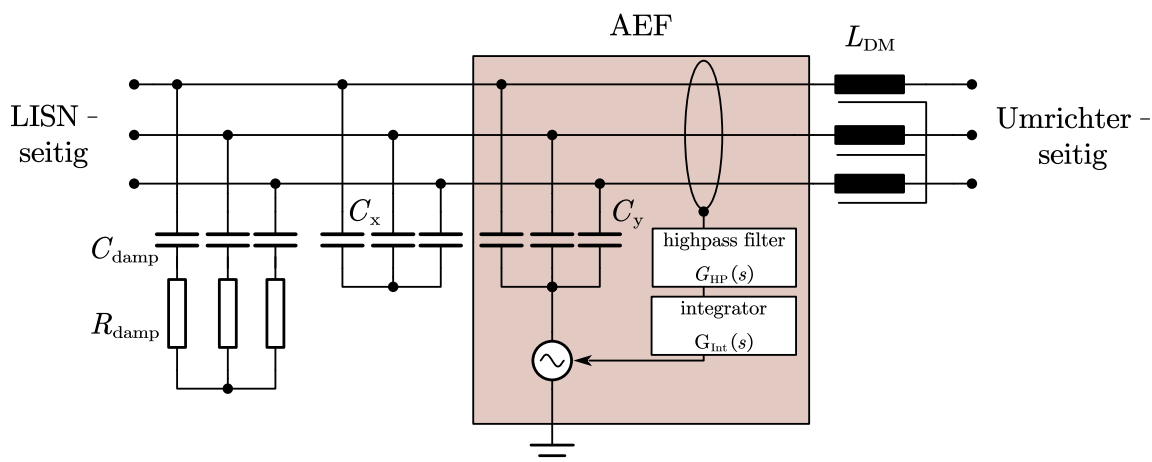 AEF
L_DM
LISN –
seitig
Umrichter –
seitig
C_x
C_y
C_damp
highpass filter
G_HP(s)
integrator
R_damp
G_Int(s)